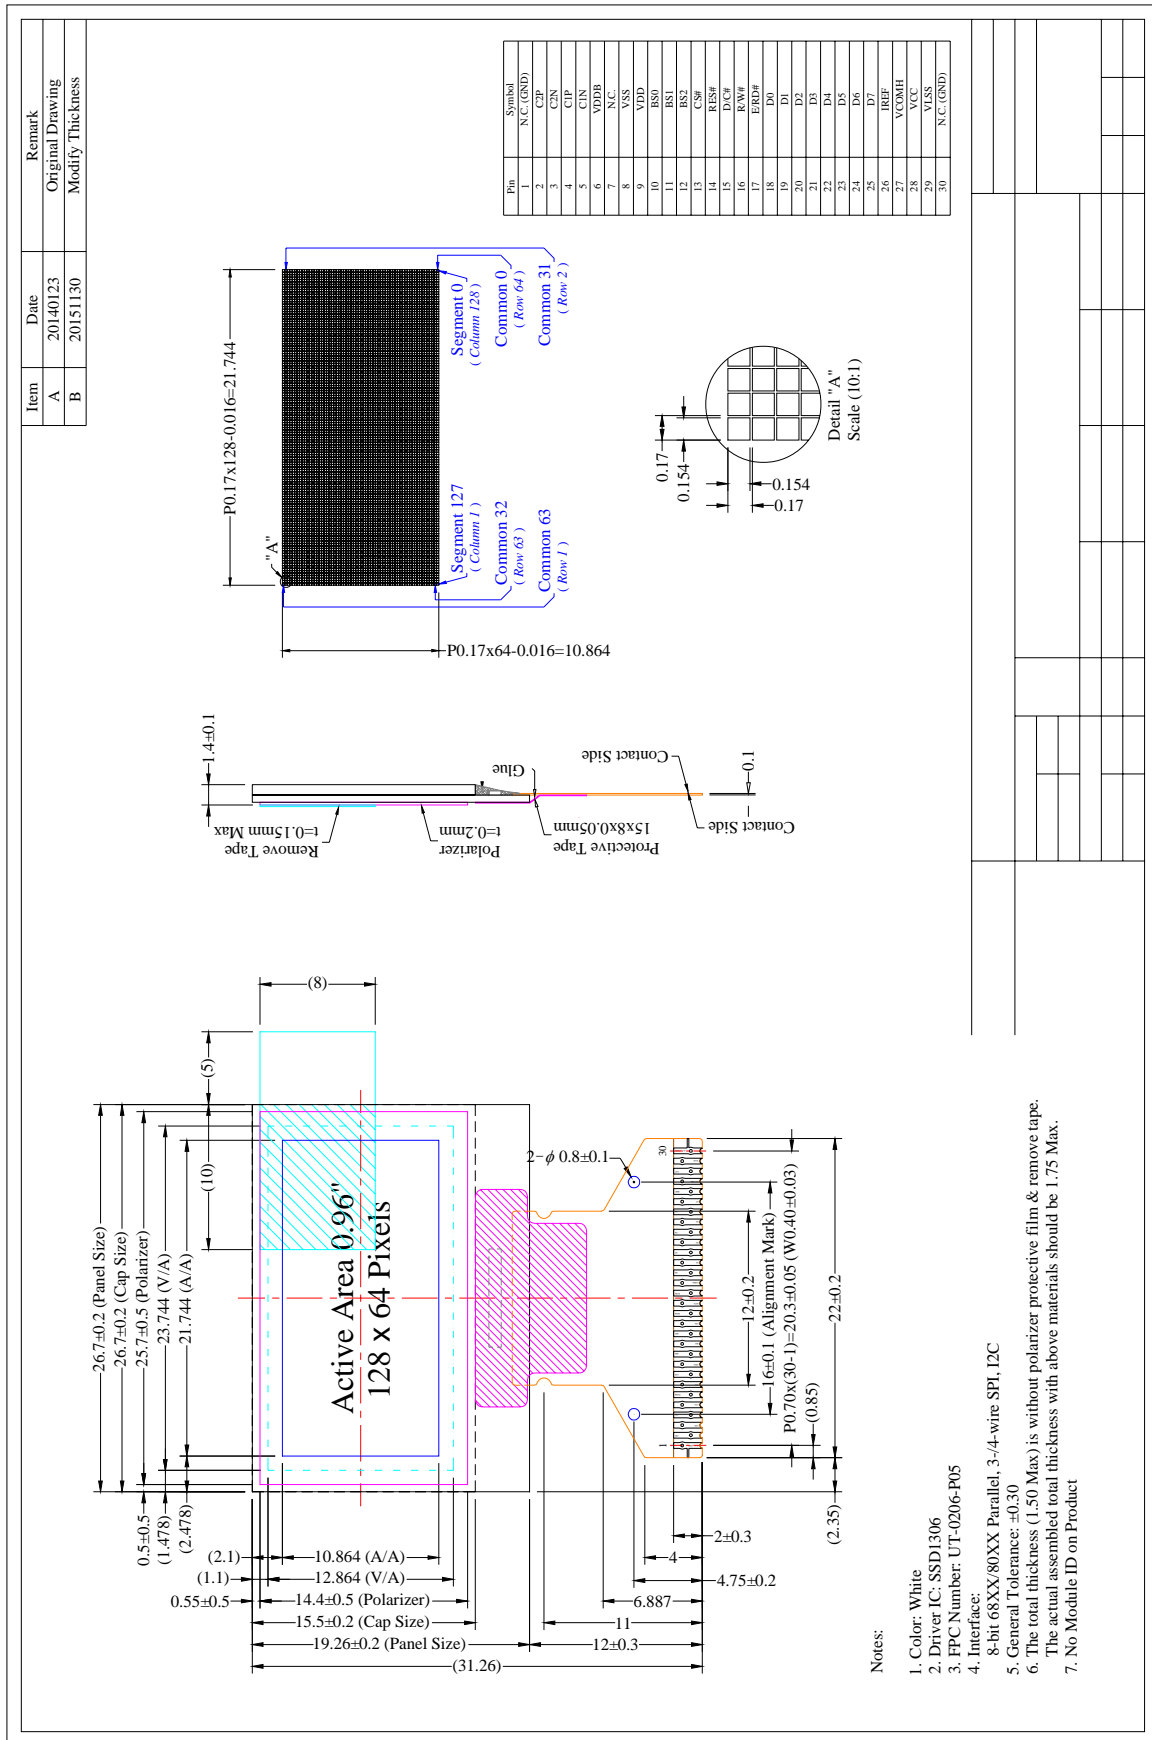 Item Date Remark
A 20140123 Original Drawing
B 20151130 Modify Thickness
26.7±0.2 (Panel Size)
26.7±0.2 (Cap Size)
25.7±0.5 (Polarizer)
23.744 (V/A)
21.744 (A/A)
(10)
(5)
(8)
0.5±0.5
(1.478)
(2.478)
Active Area 0.96"
128 x 64 Pixels
(2.1)
10.864 (A/A)
(1.1)
12.864 (V/A)
0.55±0.5
14.4±0.5 (Polarizer)
15.5±0.2 (Cap Size)
19.26±0.2 (Panel Size)
12±0.3
(31.26)
2±0.3
4
4.75±0.2
6.887
11
2-ϕ 0.8±0.1
30
12±0.2
16±0.1 (Alignment Mark)
P0.70x(30-1)=20.3±0.05 (W0.40±0.03)
(0.85)
22±0.2
(2.35)
1.4±0.1
Remove Tape
t=0.15mm Max
Polarizer
t=0.2mm
Protective Tape
15x8x0.05mm
Glue
Contact Side
Contact Side
0.1
P0.17x128-0.016=21.744
"A"
P0.17x64-0.016=10.864
Segment 127
( Column 1 )
Common 32
( Row 63 )
Common 63
( Row 1 )
Segment 0
( Column 128 )
Common 0
( Row 64 )
Common 31
( Row 2 )
0.17
0.154
0.154
0.17
Detail "A"
Scale (10:1)
Pin Symbol
1 N.C. (GND)
2 C2P
3 C2N
4 C1P
5 C1N
6 VDDB
7 N.C.
8 VSS
9 VDD
10 BS0
11 BS1
12 BS2
13 CS#
14 RES#
15 D/C#
16 R/W#
17 E/RD#
18 D0
19 D1
20 D2
21 D3
22 D4
23 D5
24 D6
25 D7
26 IREF
27 VCOMH
28 VCC
29 VLSS
30 N.C. (GND)
Notes:
1. Color: White
2. Driver IC: SSD1306
3. FPC Number: UT-0206-P05
4. Interface:
8-bit 68XX/80XX Parallel, 3-/4-wire SPI, I2C
5. General Tolerance: ±0.30
6. The total thickness (1.50 Max) is without polarizer protective film & remove tape.
The actual assembled total thickness with above materials should be 1.75 Max.
7. No Module ID on Product